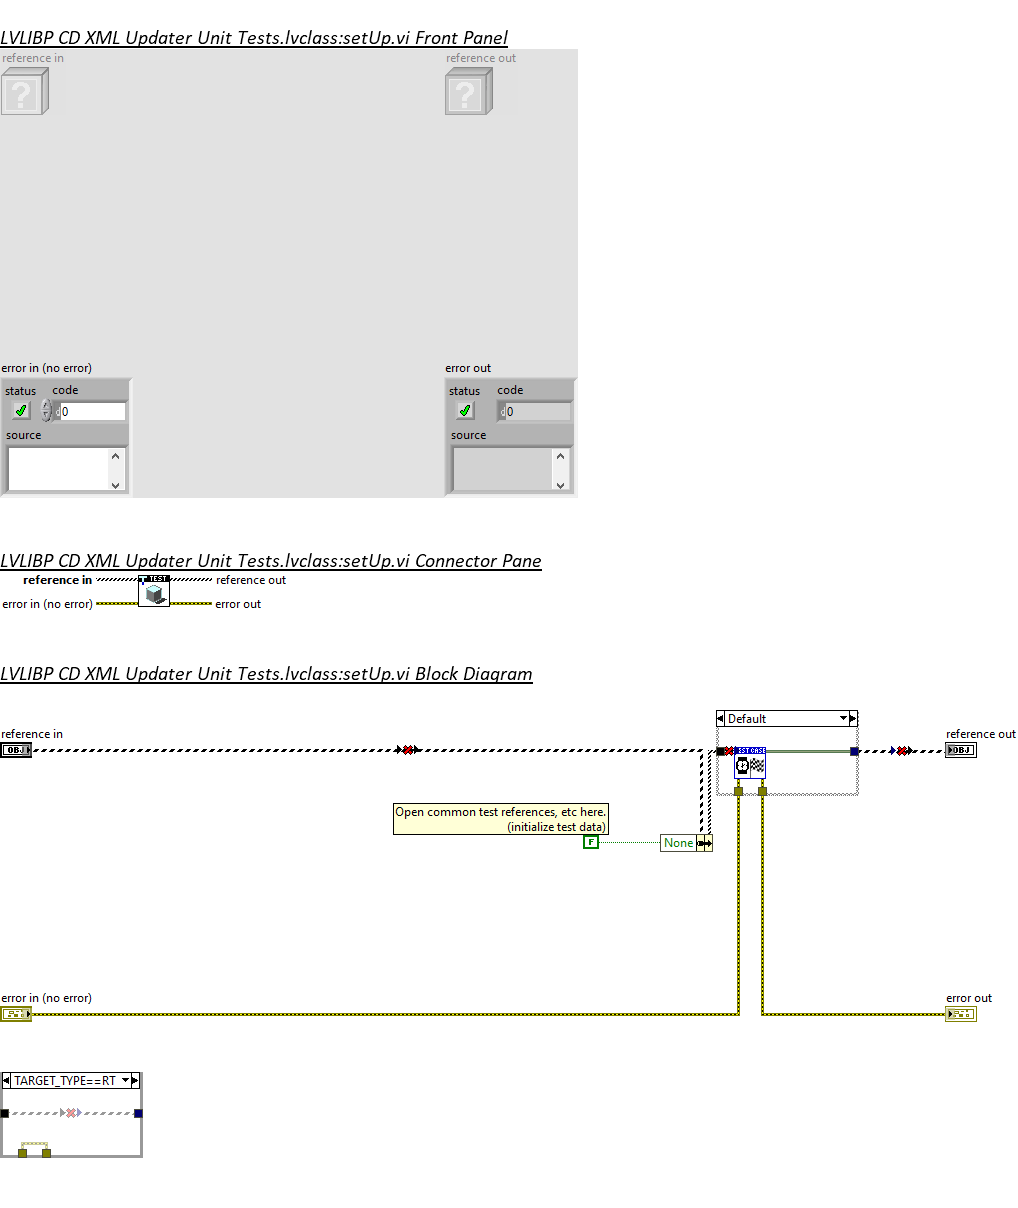 LVLIBP CD XML Updater Unit Tests.lvclass:setUp.vi Front Panel
reference in
reference out
?
?
error in (no error)
error out
status code
status code
d 0
d 0
source
source
LVLIBP CD XML Updater Unit Tests.lvclass:setUp.vi Connector Pane
reference in
TEST
reference out
error in (no error)
error out
LVLIBP CD XML Updater Unit Tests.lvclass:setUp.vi Block Diagram
Default
reference in
reference out
OBJ
TEST CASE
OBJ
Open common test references, etc here.
(initialize test data)
F
None
error in (no error)
error out
TARGET_TYPE==RT